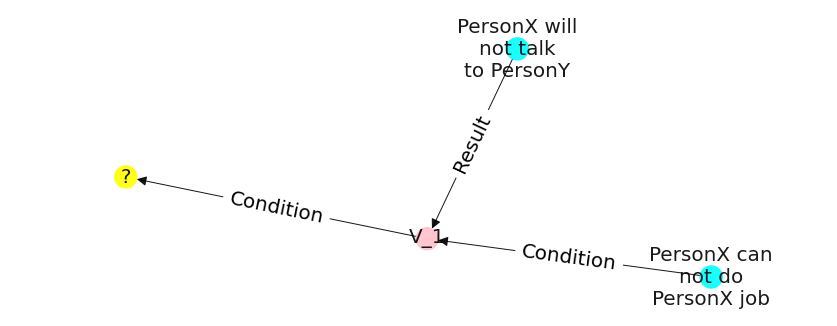 PersonX will
not talk
to PersonY
Result
?
Condition
V_1
Condition
PersonX can
not do
PersonX job